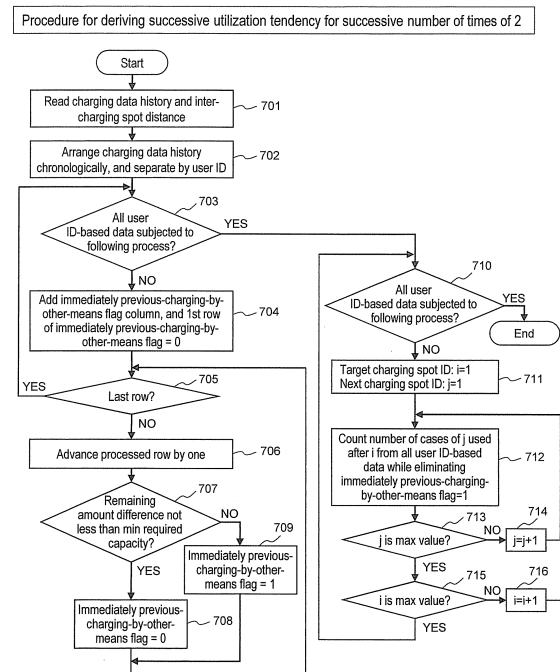 Procedure for deriving successive utilization tendency for successive number of times of 2
Start
Read charging data history and inter-
charging spot distance
701
Arrange charging data history
chronologically, and separate by user ID
702
703
All user
ID-based data subjected to
following process?
YES
NO
Add immediately previous-charging-by-
other-means flag column, and 1st row
of immediately previous-charging-by-
other-means flag = 0
704
705
Last row?
YES
NO
Advance processed row by one
706
707
Remaining
amount difference not
less than min required
capacity?
NO
YES
709
Immediately previous-
charging-by-other-
means flag = 1
Immediately previous-
charging-by-other-
means flag = 0
708
710
All user
ID-based data subjected to
following process?
YES
End
NO
Target charging spot ID: i=1
Next charging spot ID: j=1
711
Count number of cases of j used
after i from all user ID-based
data while eliminating
immediately previous-charging-
by-other-means flag=1
712
713
j is max value?
NO
714
j=j+1
YES
715
i is max value?
NO
716
i=i+1
YES